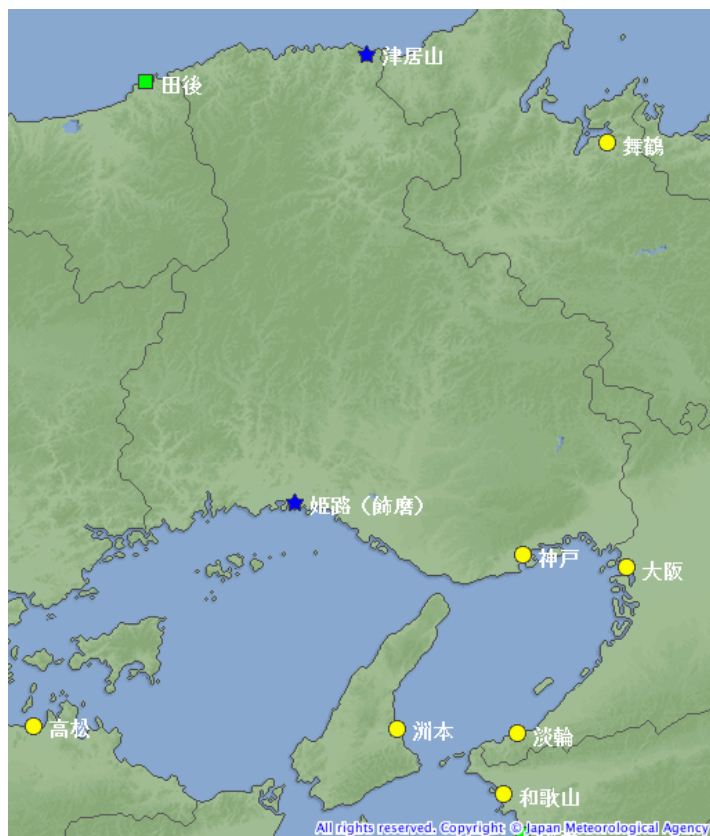 津居山
田後
舞鶴
姫路（飾磨）
神戸
大阪
高松
洲本
淡輪
和歌山
All rights reserved. Copyright © Japan Meteorological Agency